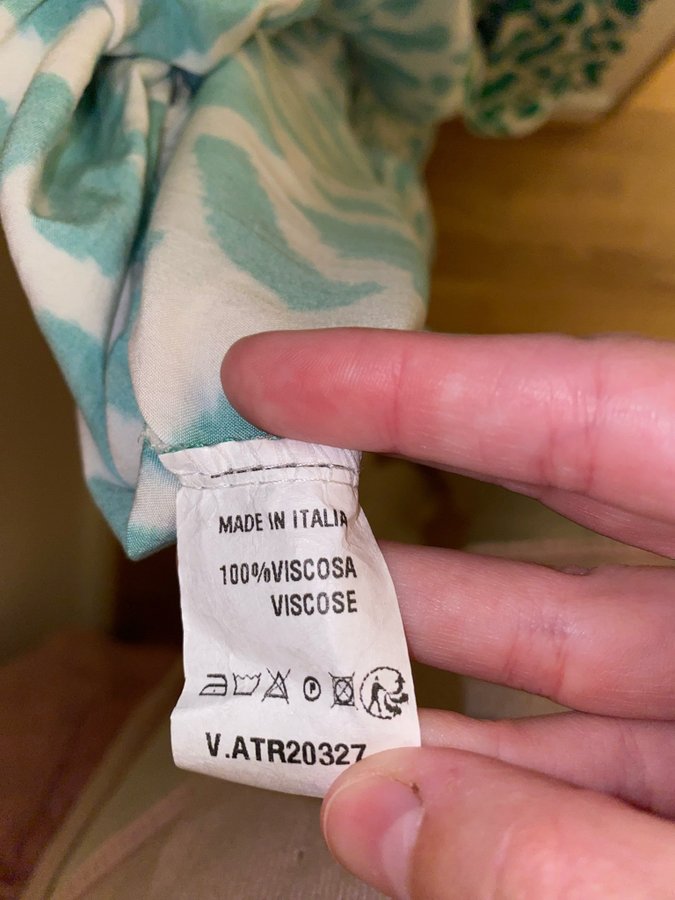 MADE IN ITALIA
100%VISCOSA
VISCOSE
P
V.ATR20327